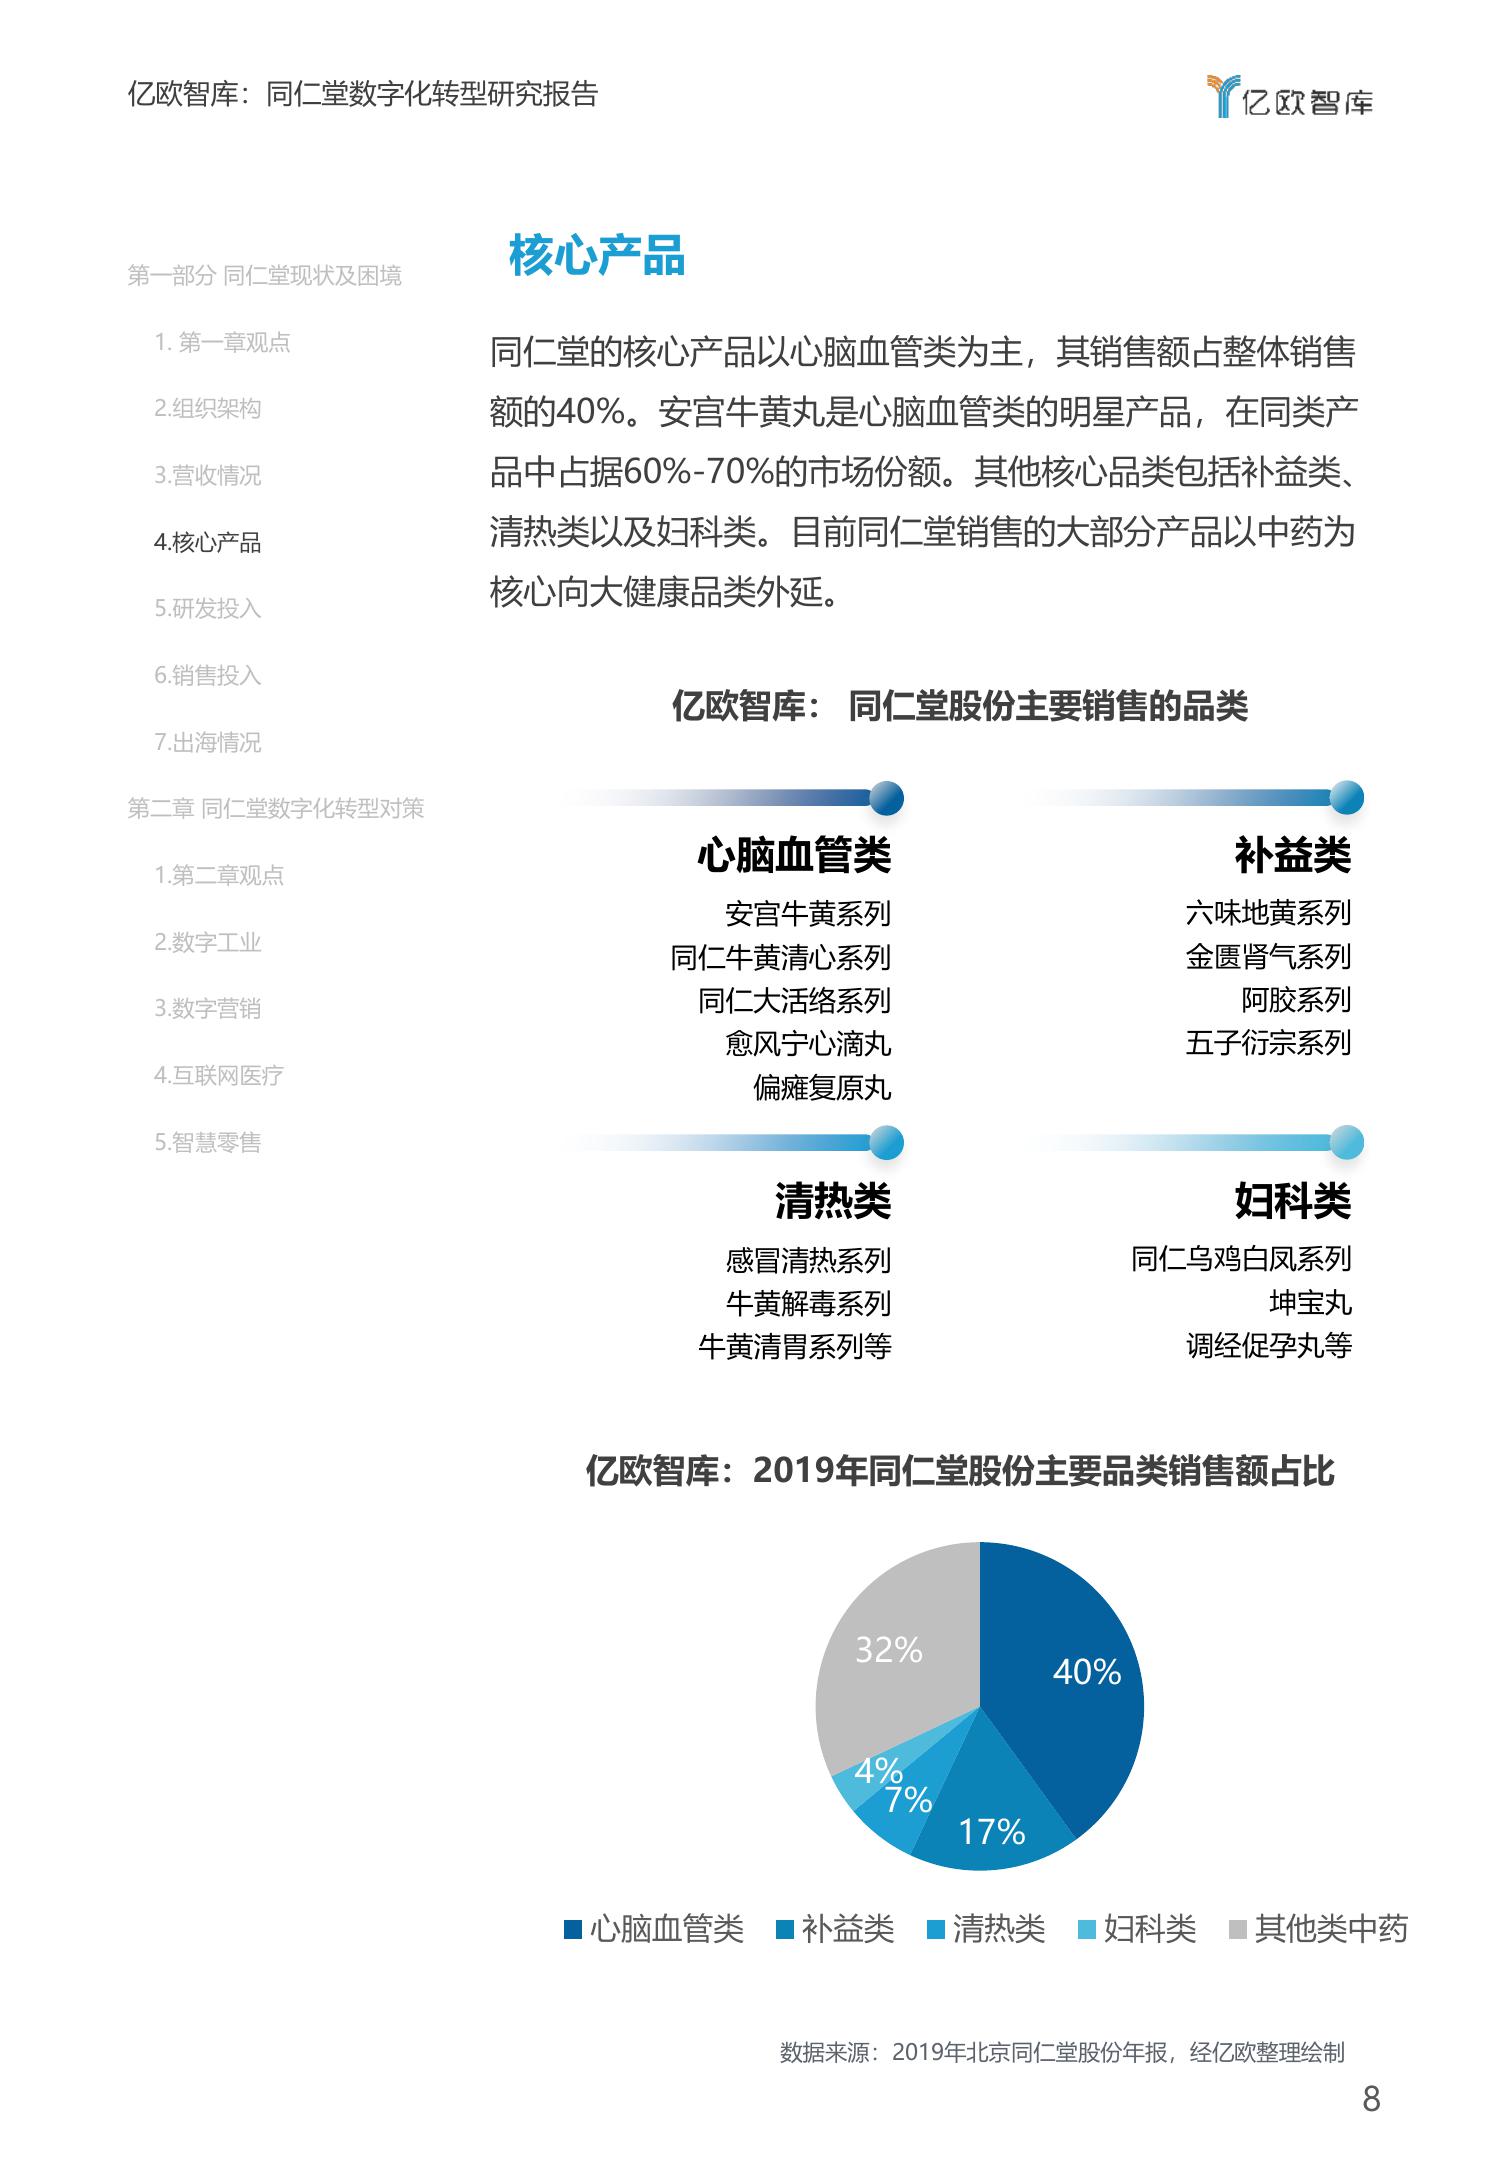 亿欧智库：同仁堂数字化转型研究报告
亿欧智库
第一部分 同仁堂现状及困境
1. 第一章观点
2.组织架构
3.营收情况
4.核心产品
5.研发投入
6.销售投入
7.出海情况
第二章 同仁堂数字化转型对策
1.第二章观点
2.数字工业
3.数字营销
4.互联网医疗
5.智慧零售
核心产品
同仁堂的核心产品以心脑血管类为主，其销售额占整体销售
额的40%。安宫牛黄丸是心脑血管类的明星产品，在同类产
品中占据60%-70%的市场份额。其他核心品类包括补益类、
清热类以及妇科类。目前同仁堂销售的大部分产品以中药为
核心向大健康品类外延。
亿欧智库： 同仁堂股份主要销售的品类
心脑血管类
安宫牛黄系列
同仁牛黄清心系列
同仁大活络系列
愈风宁心滴丸
偏瘫复原丸
补益类
六味地黄系列
金匮肾气系列
阿胶系列
五子衍宗系列
清热类
感冒清热系列
牛黄解毒系列
牛黄清胃系列等
妇科类
同仁乌鸡白凤系列
坤宝丸
调经促孕丸等
亿欧智库：2019年同仁堂股份主要品类销售额占比
32%
40%
4%
7%
17%
心脑血管类 补益类 清热类 妇科类 其他类中药
数据来源：2019年北京同仁堂股份年报，经亿欧整理绘制
8